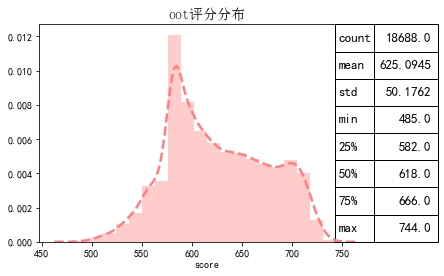 oot评分分布
0.012
0.010
0.008
0.006
0.004
0.002
0.000
450 500 550 600 650 700 750
score
count 18688.0
mean 625.0945
std 50.1762
min 485.0
25% 582.0
50% 618.0
75% 666.0
max 744.0